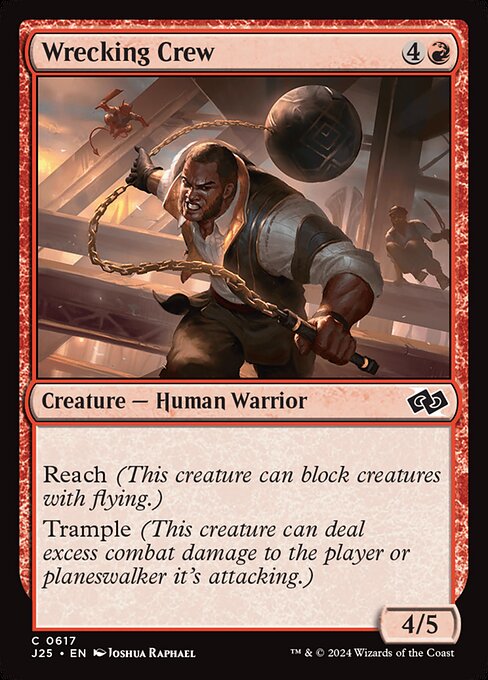 Wrecking Crew 4
Creature — Human Warrior
Reach (This creature can block creatures
with flying.)
Trample (This creature can deal
excess combat damage to the player or
planeswalker it's attacking.)
4/5
C 0617
J25 • EN Joshua Raphael
™ & © 2024 Wizards of the Coast